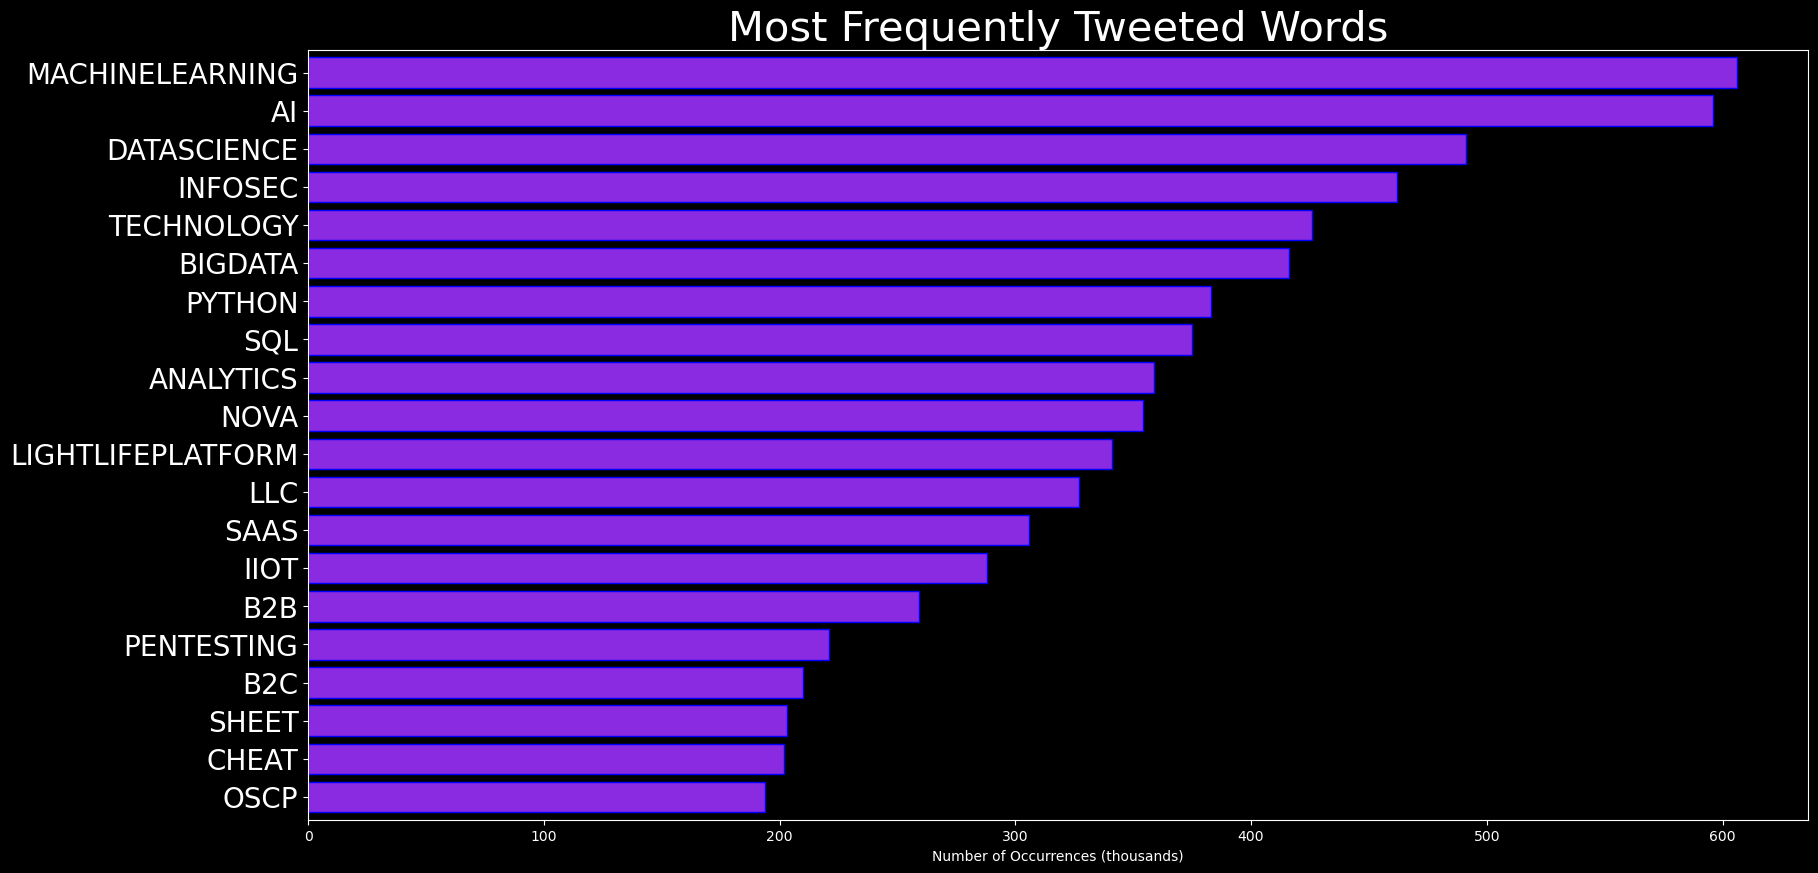 Most Frequently Tweeted Words
MACHINELEARNING
AI
DATASCIENCE
INFOSEC
TECHNOLOGY
BIGDATA
PYTHON
SQL
ANALYTICS
NOVA
LIGHTLIFEPLATFORM
LLC
SAAS
IIOT
B2B
PENTESTING
B2C
SHEET
CHEAT
OSCP
0 100 200 300 400 500 600
Number of Occurrences (thousands)